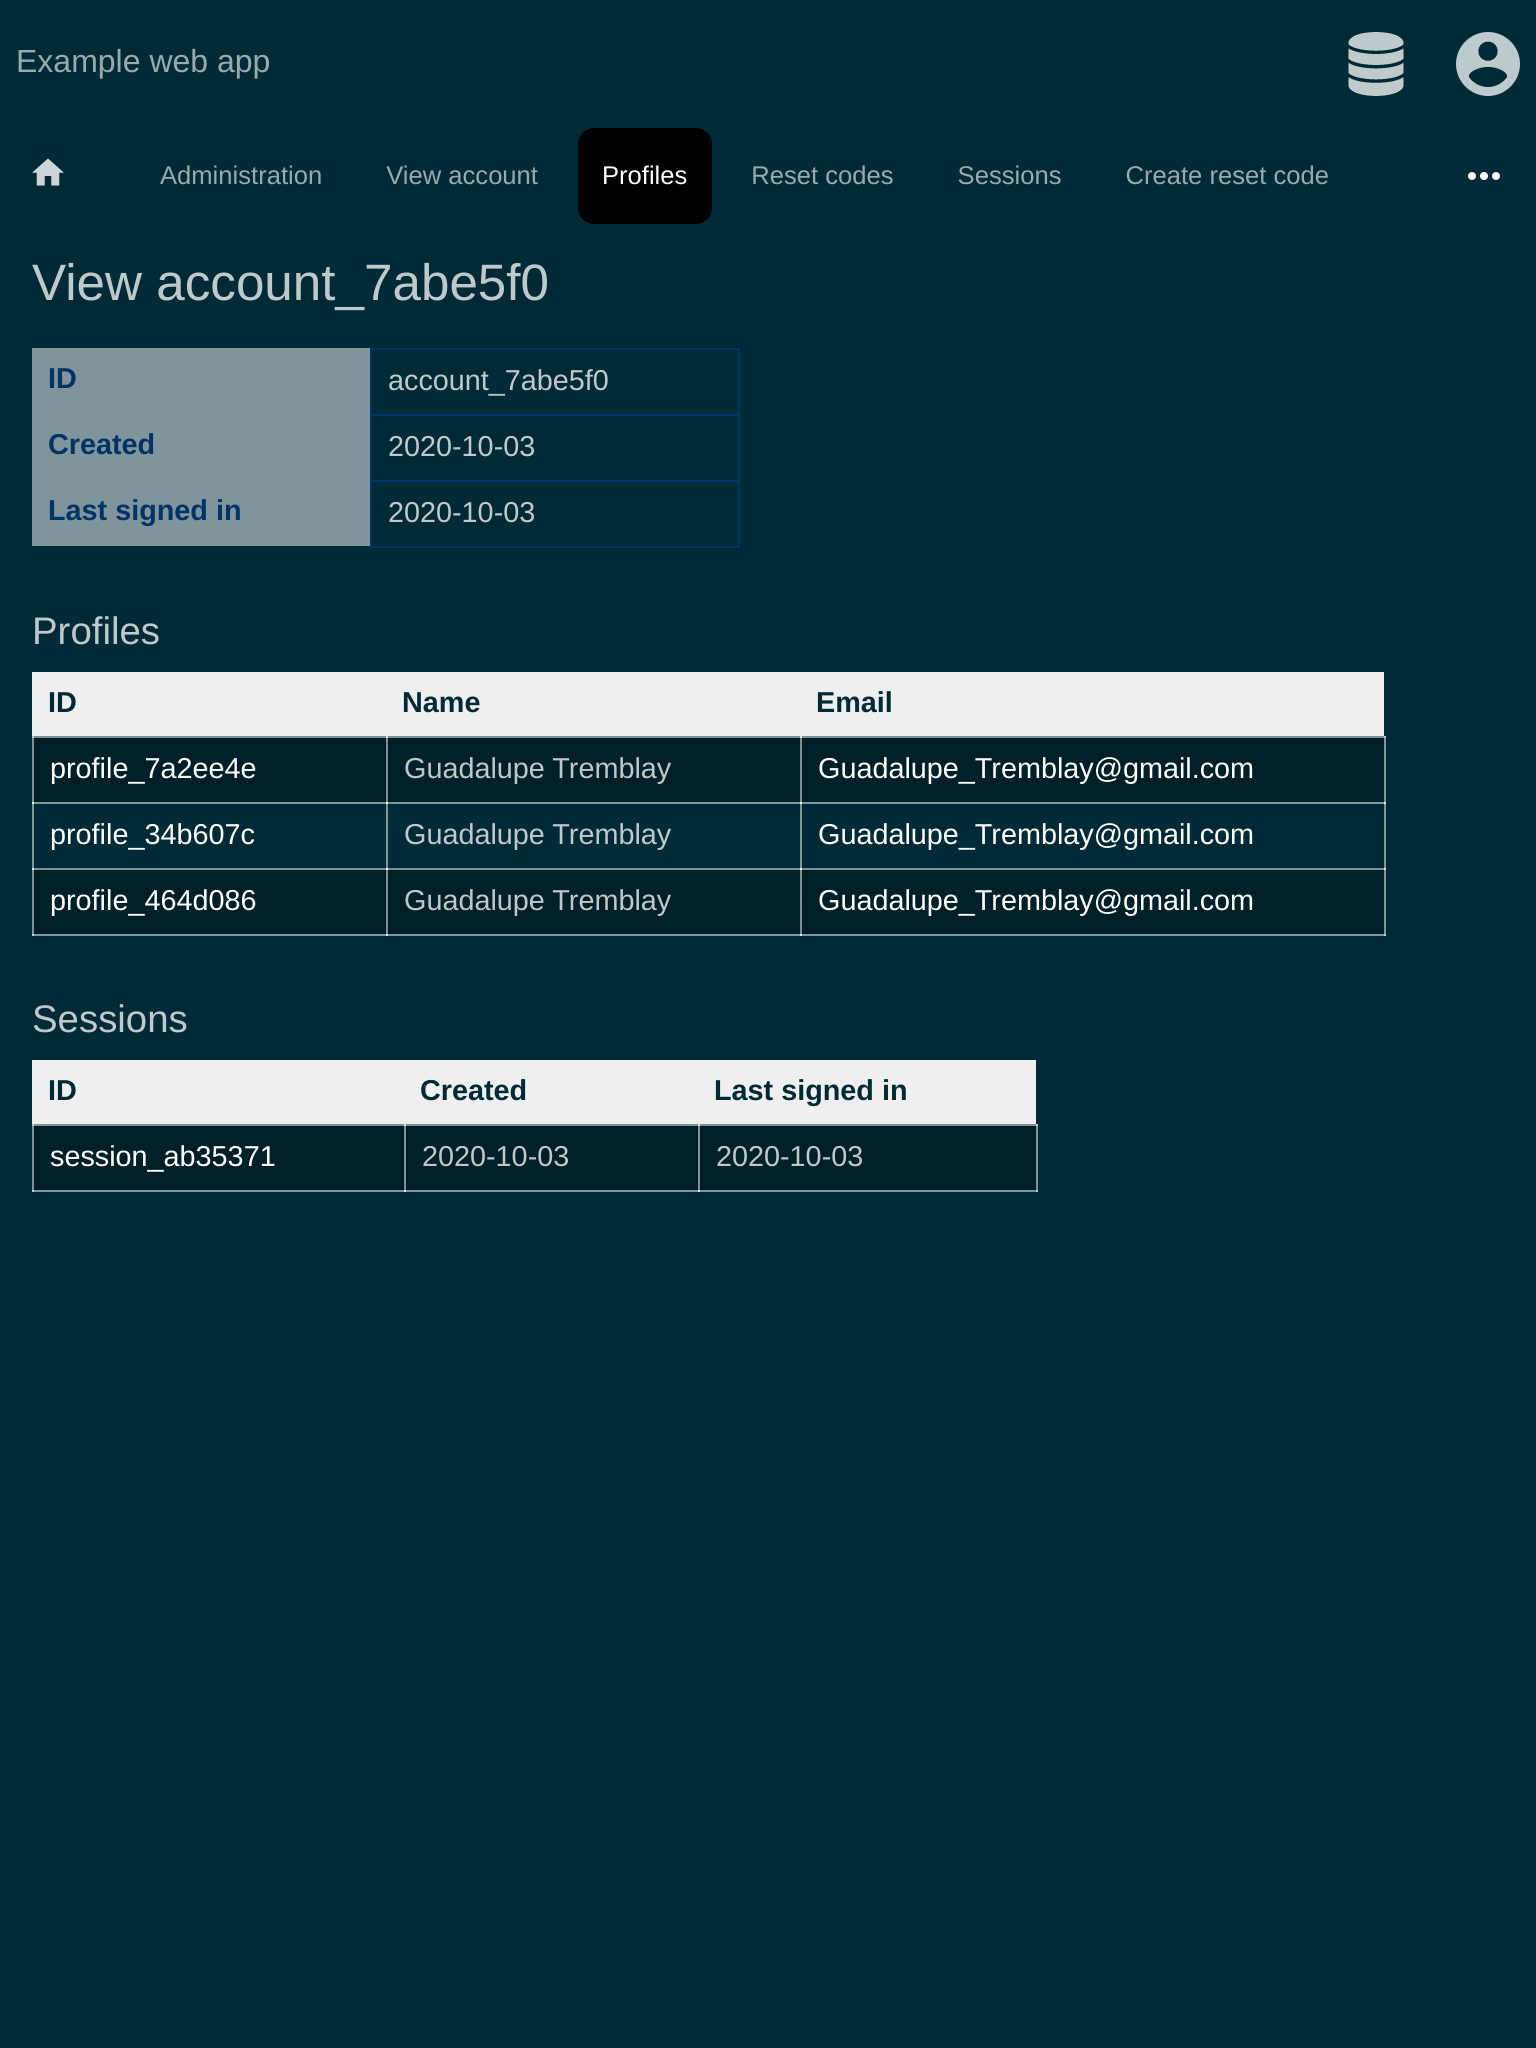 Example web app
Administration View account Profiles Reset codes Sessions Create reset code
View account_7abe5f0
ID account_7abe5f0
Created 2020-10-03
Last signed in 2020-10-03
Profiles
ID Name Email
profile_7a2ee4e Guadalupe Tremblay Guadalupe_Tremblay@gmail.com
profile_34b607c Guadalupe Tremblay Guadalupe_Tremblay@gmail.com
profile_464d086 Guadalupe Tremblay Guadalupe_Tremblay@gmail.com
Sessions
ID Created Last signed in
session_ab35371 2020-10-03 2020-10-03